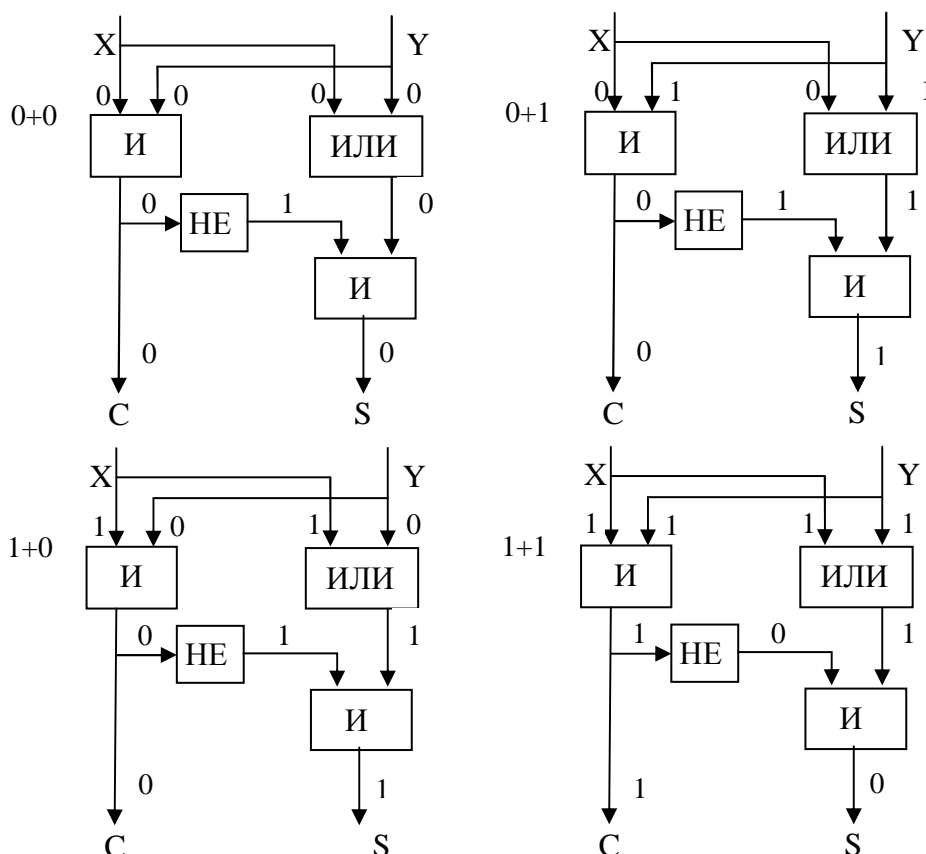 X Y
0 0 0 0
0+0
И ИЛИ
0 НЕ 1 0
И
0 0
C S
X Y
0 1 0 1
0+1
И ИЛИ
0 НЕ 1 1
И
0 1
C S
X Y
1 0 1 0
1+0
И ИЛИ
0 НЕ 1 1
И
0 1
C S
X Y
1 1 1 1
1+1
И ИЛИ
1 НЕ 0 1
И
1 0
C S